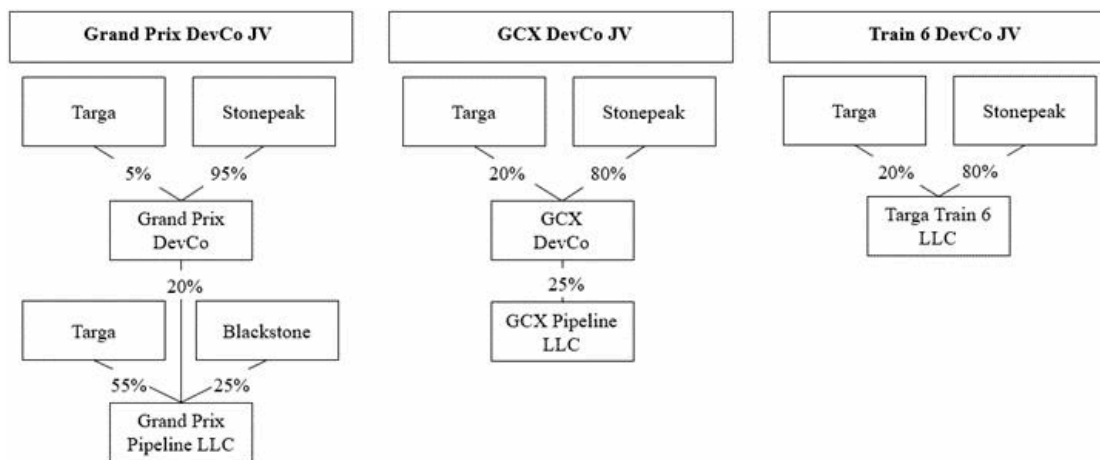 Grand Prix DevCo JV
GCX DevCo JV
Train 6 DevCo JV
Targa
Stonepeak
Targa
Stonepeak
Targa
Stonepeak
5%
95%
20%
80%
20%
80%
Grand Prix
DevCo
GCX
DevCo
Targa Train 6
LLC
20%
25%
Targa
Blackstone
GCX Pipeline
LLC
55%
25%
Grand Prix
Pipeline LLC